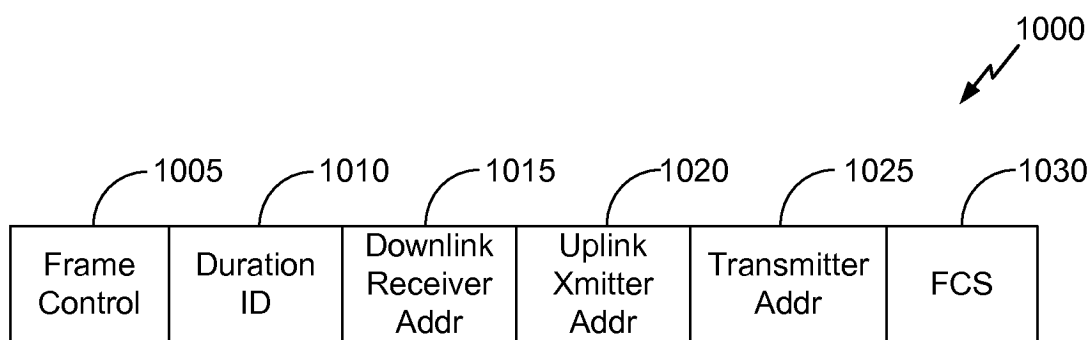 1000
1005
1010
1015
1020
1025
1030
Frame
Control
Duration
ID
Downlink
Receiver
Addr
Uplink
Xmitter
Addr
Transmitter
Addr
FCS